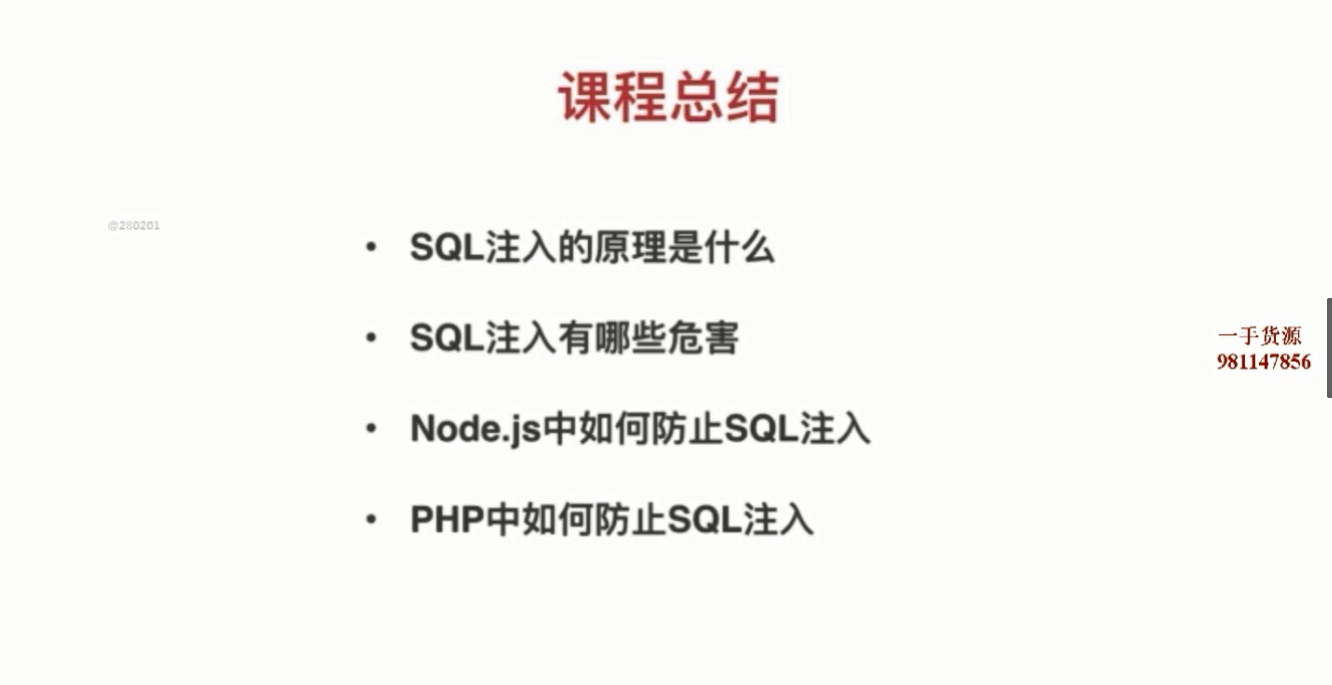 课程总结
@280201
• SQL注入的原理是什么
• SQL注入有哪些危害
一手货源
981147856
• Node.js中如何防止SQL注入
• PHP中如何防止SQL注入